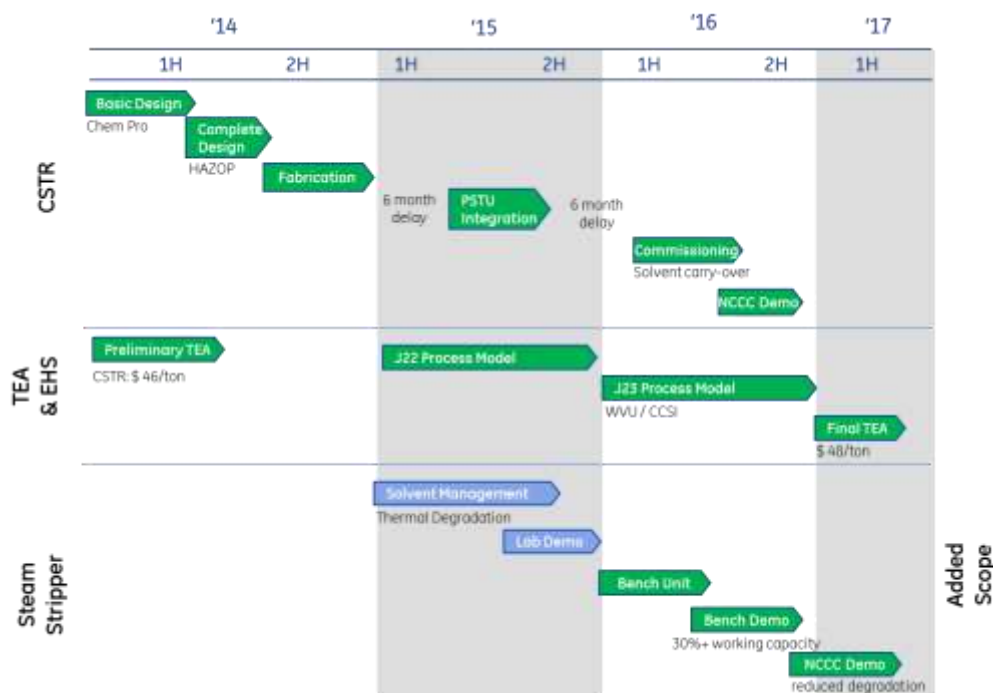 '14 '15 '16 '17
1H 2H 1H 2H 1H 2H 1H
CSTR
Basic Design
Chem Pro
Complete
Design
HAZOP
Fabrication
6 month
delay
PSTU
Integration
6 month
delay
Commissioning
Solvent carry-over
NCCC Demo
TEA
& EHS
Preliminary TEA
CSTR: $ 46/ton
J22 Process Model
J23 Process Model
WVU / CCSI
Final TEA
$ 48/ton
Steam
Stripper
Solvent Management
Thermal Degradation
Lab Demo
Bench Unit
Bench Demo
30%+ working capacity
NCCC Demo
reduced degradation
Added
Scope